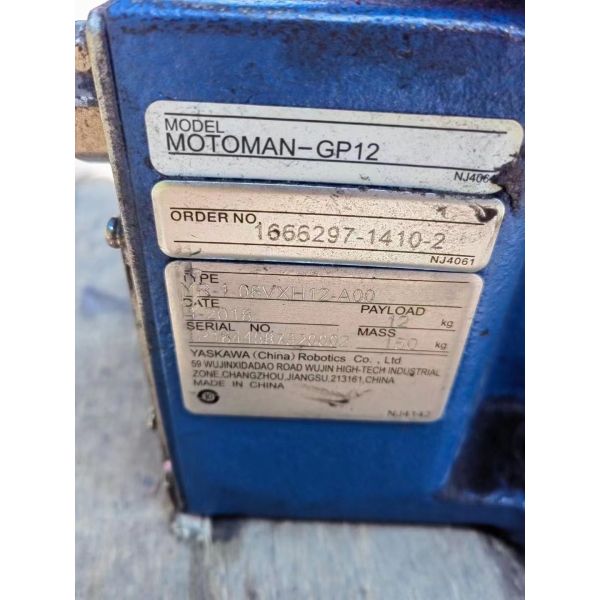 MODEL
MOTOMAN-GP12
ORDER NO.
1666297-1410-2
NJ4061
TYPE
DATE
PAYLOAD
12 kg
SERIAL NO.
MASS
150 kg
YASKAWA (China) Robotics Co., Ltd
59 WUJINXIDADAO ROAD WUJIN HIGH-TECH INDUSTRIAL
ZONE,CHANGZHOU,JIANGSU.213161,CHINA
MADE IN CHINA
NJ4142